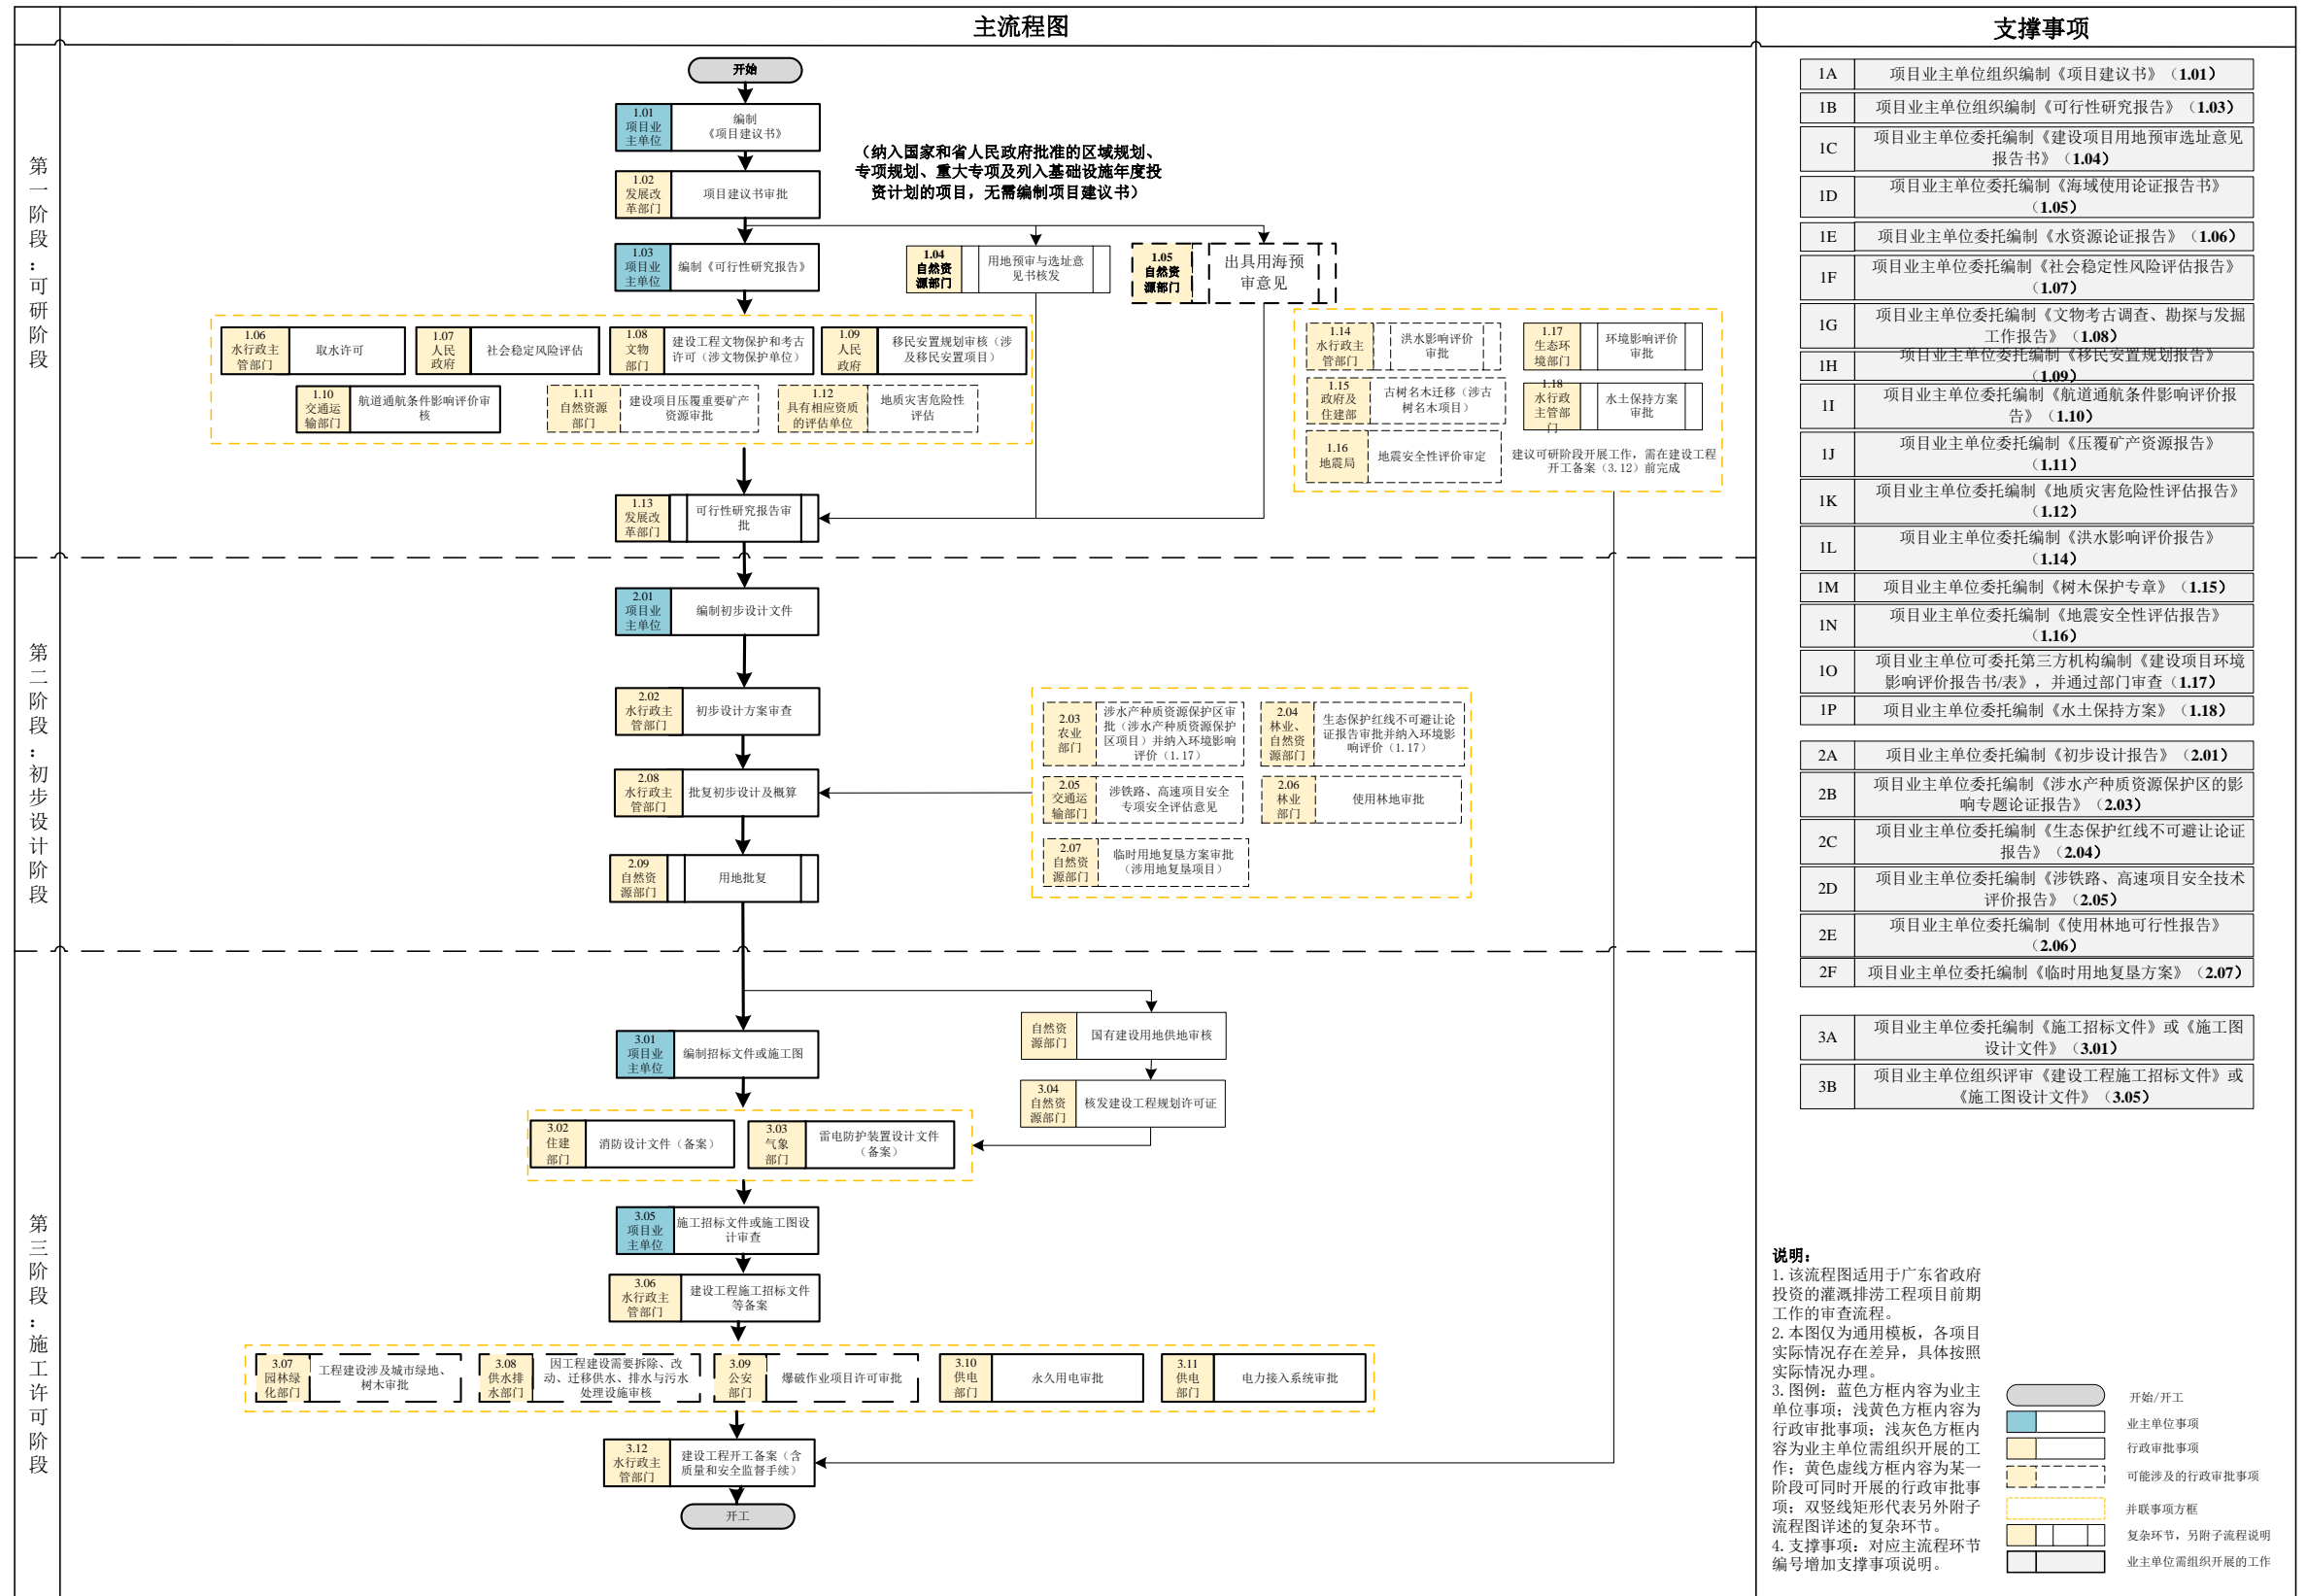 主流程图
支撑事项
第一阶段：可研阶段
开始
1.01
项目业
主单位
编制
《项目建议书》
（纳入国家和省人民政府批准的区域规划、
专项规划、重大专项及列入基础设施年度投
资计划的项目，无需编制项目建议书）
1.02
发展改
革部门
项目建议书审批
1.03
项目业
主单位
编制《可行性研究报告》
1.04
自然资
源部门
用地预审与选址意
见书核发
1.05
自然资
源部门
出具用海预
审意见
1.06
水行政主
管部门
取水许可
1.07
人民
政府
社会稳定风险评估
1.08
文物
部门
建设工程文物保护和考古
许可（涉文物保护单位）
1.09
人民
政府
移民安置规划审核（涉
及移民安置项目）
1.10
交通运
输部门
航道通航条件影响评价审
核
1.11
自然资源
部门
建设项目压覆重要矿产
资源审批
1.12
具有相应资质
的评估单位
地质灾害危险性
评估
1.13
发展改
革部门
可行性研究报告审
批
1.14
水行政主
管部门
洪水影响评价
审批
1.15
政府及
住建部
古树名木迁移（涉古
树名木项目）
1.16
地震局
地震安全性评价审定
1.17
生态环
境部门
环境影响评价
审批
1.18
水行政
主管部
门
水土保持方案
审批
建议可研阶段开展工作，需在建设工程
开工备案（3.12）前完成
第二阶段：初步设计阶段
2.01
项目业
主单位
编制初步设计文件
2.02
水行政主
管部门
初步设计方案审查
2.03
农业
部门
涉水产种质资源保护区审
批（涉水产种质资源保护
区项目）并纳入环境影响
评价（1.17）
2.04
林业、
自然资
源部门
生态保护红线不可避让论
证报告审批并纳入环境影
响评价（1.17）
2.05
交通运
输部门
涉铁路、高速项目安全
专项安全评估意见
2.06
林业
部门
使用林地审批
2.07
自然资
源部门
临时用地复垦方案审批
（涉用地复垦项目）
2.08
水行政主
管部门
批复初步设计及概算
2.09
自然资
源部门
用地批复
第三阶段：施工许可阶段
3.01
项目业
主单位
编制招标文件或施工图
自然资
源部门
国有建设用地供地审核
3.04
自然资
源部门
核发建设工程规划许可证
3.02
住建
部门
消防设计文件（备案）
3.03
气象
部门
雷电防护装置设计文件
（备案）
3.05
项目业
主单位
施工招标文件或施工图设
计审查
3.06
水行政主
管部门
建设工程施工招标文件
等备案
3.07
园林绿
化部门
工程建设涉及城市绿地、
树木审批
3.08
供水排
水部门
因工程建设需要拆除、改
动、迁移供水、排水与污水
处理设施审核
3.09
公安
部门
爆破作业项目许可审批
3.10
供电
部门
永久用电审批
3.11
供电
部门
电力接入系统审批
3.12
水行政主
管部门
建设工程开工备案（含
质量和安全监督手续）
开工
1A 项目业主单位组织编制《项目建议书》（1.01）
1B 项目业主单位组织编制《可行性研究报告》（1.03）
1C 项目业主单位委托编制《建设项目用地预审选址意见
报告书》（1.04）
1D 项目业主单位委托编制《海域使用论证报告书》
（1.05）
1E 项目业主单位委托编制《水资源论证报告》（1.06）
1F 项目业主单位委托编制《社会稳定性风险评估报告》
（1.07）
1G 项目业主单位委托编制《文物考古调查、勘探与发掘
工作报告》（1.08）
1H 项目业主单位委托编制《移民安置规划报告》
（1.09）
1I 项目业主单位委托编制《航道通航条件影响评价报
告》（1.10）
1J 项目业主单位委托编制《压覆矿产资源报告》
（1.11）
1K 项目业主单位委托编制《地质灾害危险性评估报告》
（1.12）
1L 项目业主单位委托编制《洪水影响评价报告》
（1.14）
1M 项目业主单位委托编制《树木保护专章》（1.15）
1N 项目业主单位委托编制《地震安全性评估报告》
（1.16）
1O 项目业主单位可委托第三方机构编制《建设项目环境
影响评价报告书/表》，并通过部门审查（1.17）
1P 项目业主单位委托编制《水土保持方案》（1.18）
2A 项目业主单位委托编制《初步设计报告》（2.01）
2B 项目业主单位委托编制《涉水产种质资源保护区的影
响专题论证报告》（2.03）
2C 项目业主单位委托编制《生态保护红线不可避让论证
报告》（2.04）
2D 项目业主单位委托编制《涉铁路、高速项目安全技术
评价报告》（2.05）
2E 项目业主单位委托编制《使用林地可行性报告》
（2.06）
2F 项目业主单位委托编制《临时用地复垦方案》（2.07）
3A 项目业主单位委托编制《施工招标文件》或《施工图
设计文件》（3.01）
3B 项目业主单位组织评审《建设工程施工招标文件》或
《施工图设计文件》（3.05）
说明：
1.该流程图适用于广东省政府
投资的灌溉排涝工程项目前期
工作的审查流程。
2.本图仅为通用模板，各项目
实际情况存在差异，具体按照
实际情况办理。
3.图例：蓝色方框内容为业主
单位事项；浅黄色方框内容为
行政审批事项；浅灰色方框内
容为业主单位需组织开展的工
作；黄色虚线方框内容为某一
阶段可同时开展的行政审批事
项；双竖线矩形代表另外附子
流程图详述的复杂环节。
4.支撑事项：对应主流程环节
编号增加支撑事项说明。
开始/开工
业主单位事项
行政审批事项
可能涉及的行政审批事项
并联事项方框
复杂环节，另附子流程说明
业主单位需组织开展的工作